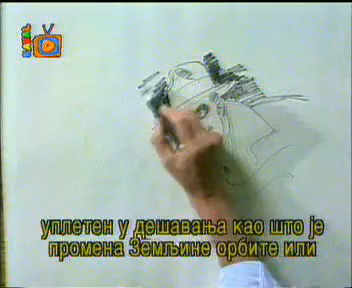 уплетен у дешавања као што је
промена Земљине орбите или